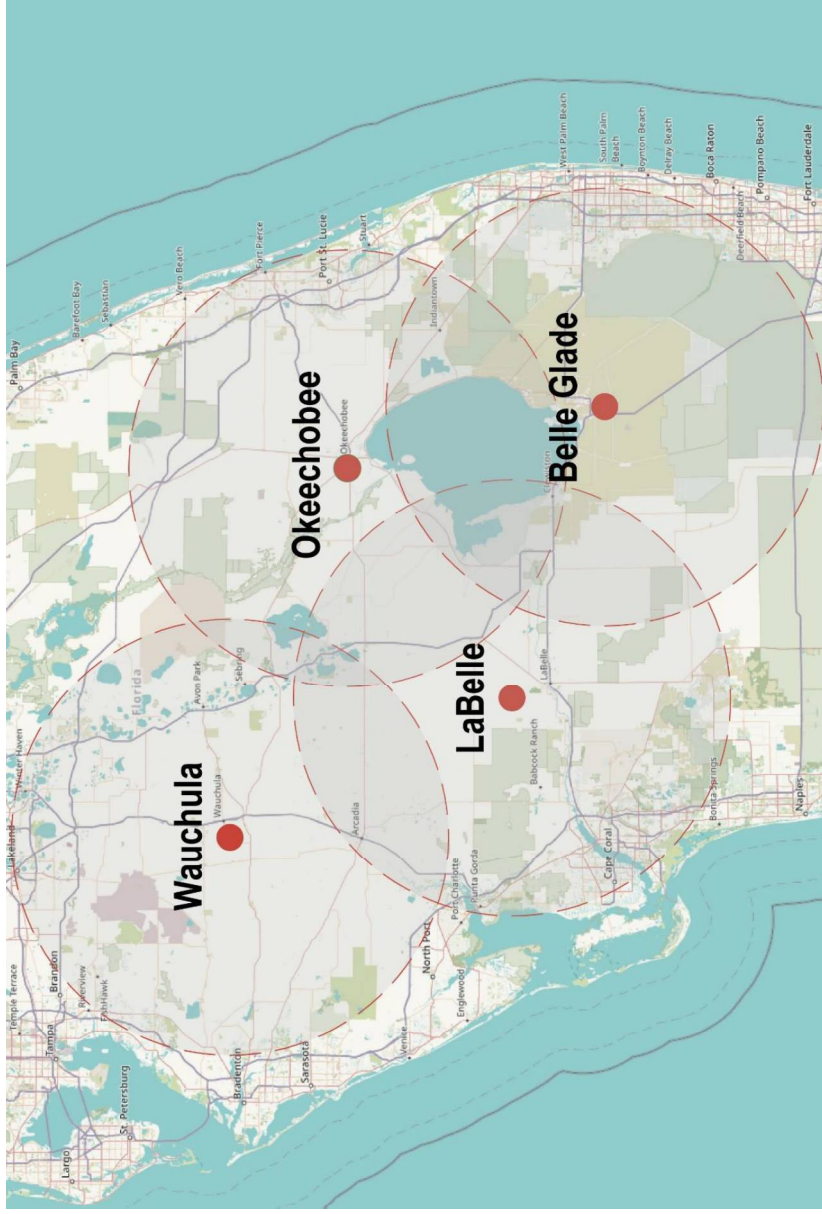 Temple Terrace
Lakeland
Winter Haven
Palm Bay
Largo
Tampa
Brandon
Riverview
FishHawk
Barefoot Bay
Sebastian
St. Petersburg
Florida
Wauchula
Vero Beach
Avon Park
Wauchula
Bradenton
Sebring
Fort Pierce
Sarasota
Okeechobee
Port St. Lucie
Okeechobee
Arcadia
Stuart
Venice
North Port
Indiantown
Port Charlotte
Englewood
Punta Gorda
LaBelle
Babcock Ranch
LaBelle
Clewiston
Belle Glade
West Palm Beach
South Palm
Beach
Cape Coral
Boynton Beach
Delray Beach
Bonita Springs
Boca Raton
Deerfield Beach
Pompano Beach
Naples
Fort Lauderdale